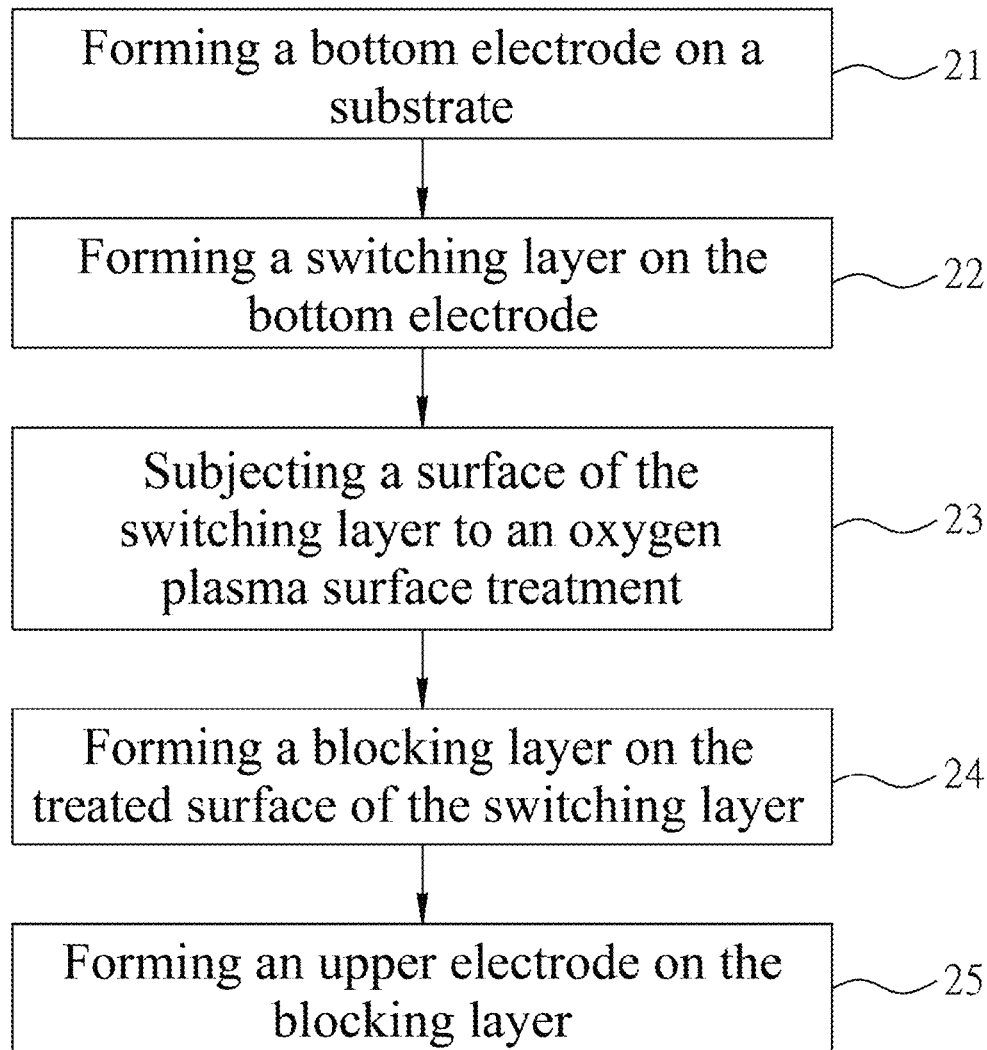 Forming a bottom electrode on a
substrate
21
Forming a switching layer on the
bottom electrode
22
Subjecting a surface of the
switching layer to an oxygen
plasma surface treatment
23
Forming a blocking layer on the
treated surface of the switching layer
24
Forming an upper electrode on the
blocking layer
25